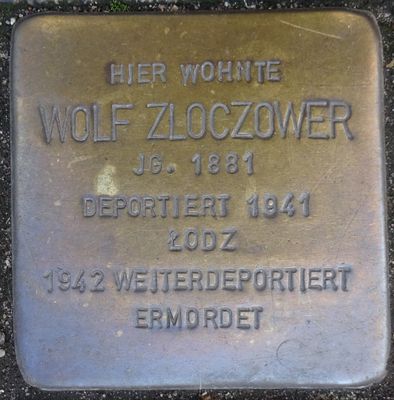 HIER WOHNTE
WOLF ZLOCZOWER
JG. 1881
DEPORTIERT 1941
ŁODZ
1942 WEITERDEPORTIERT
ERMORDET